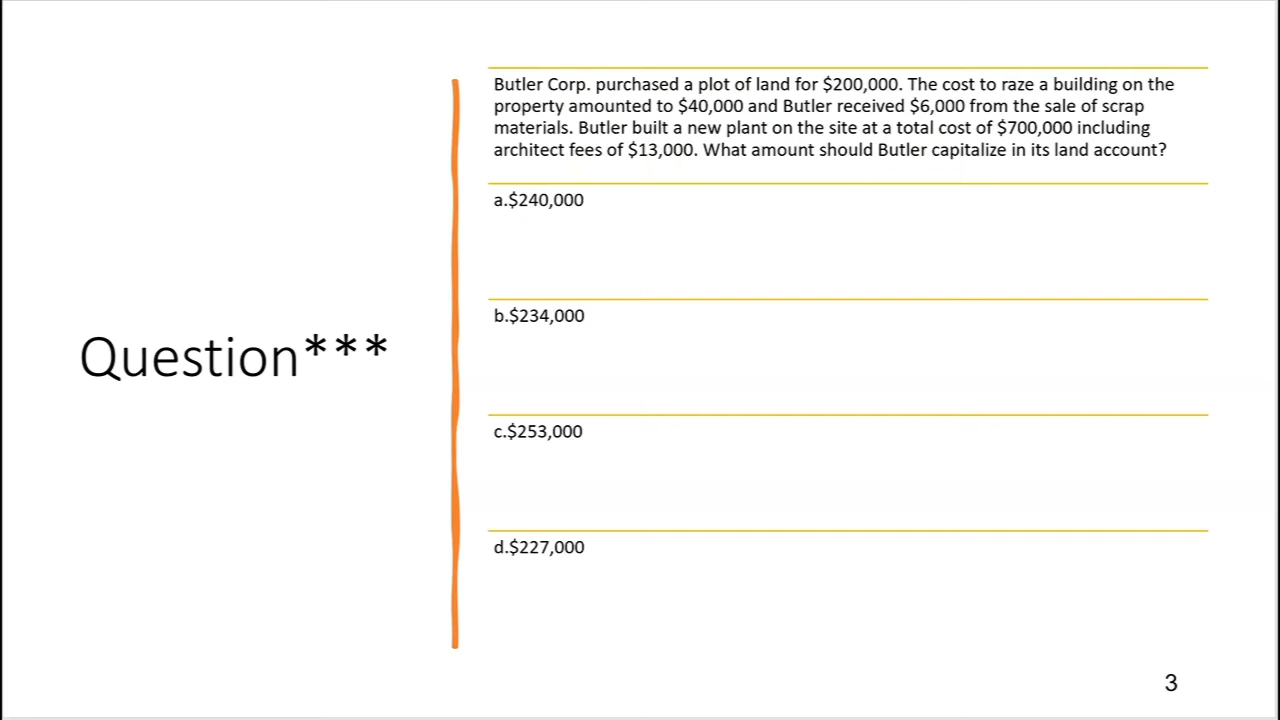 Question***
Butler Corp. purchased a plot of land for $200,000. The cost to raze a building on the
property amounted to $40,000 and Butler received $6,000 from the sale of scrap
materials. Butler built a new plant on the site at a total cost of $700,000 including
architect fees of $13,000. What amount should Butler capitalize in its land account?
a.$240,000
b.$234,000
c.$253,000
d.$227,000
3